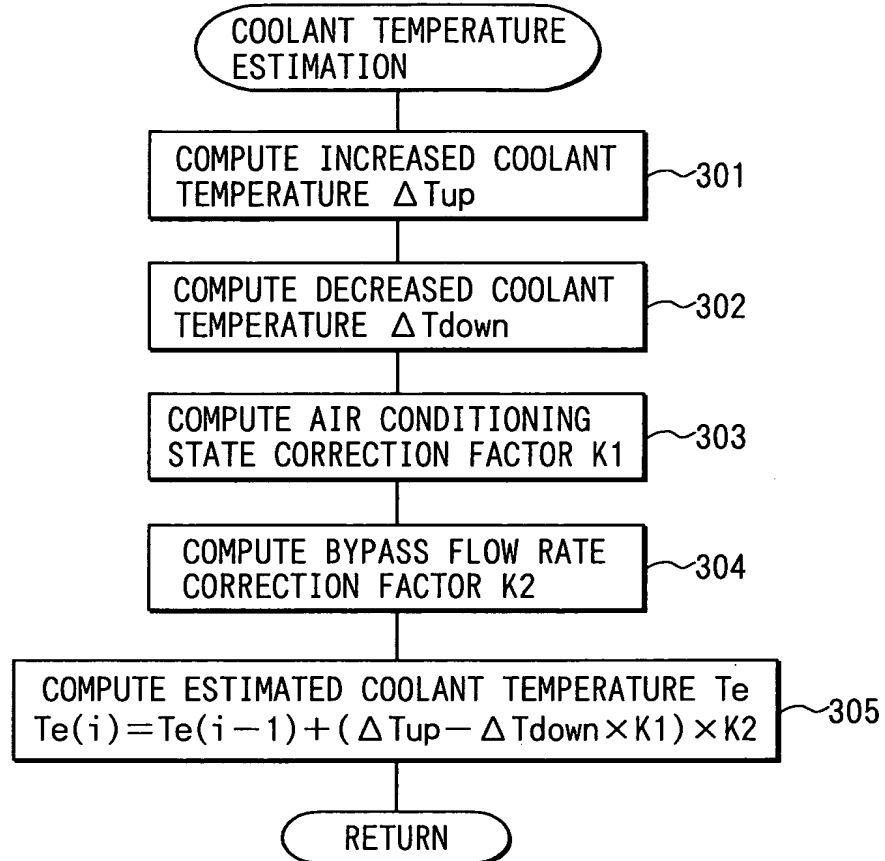 COOLANT TEMPERATURE
ESTIMATION
COMPUTE INCREASED COOLANT
TEMPERATURE ΔTup
301
COMPUTE DECREASED COOLANT
TEMPERATURE ΔTdown
302
COMPUTE AIR CONDITIONING
STATE CORRECTION FACTOR K1
303
COMPUTE BYPASS FLOW RATE
CORRECTION FACTOR K2
304
COMPUTE ESTIMATED COOLANT TEMPERATURE Te
Te(i)=Te(i−1)+(ΔTup−ΔTdown×K1)×K2
305
RETURN